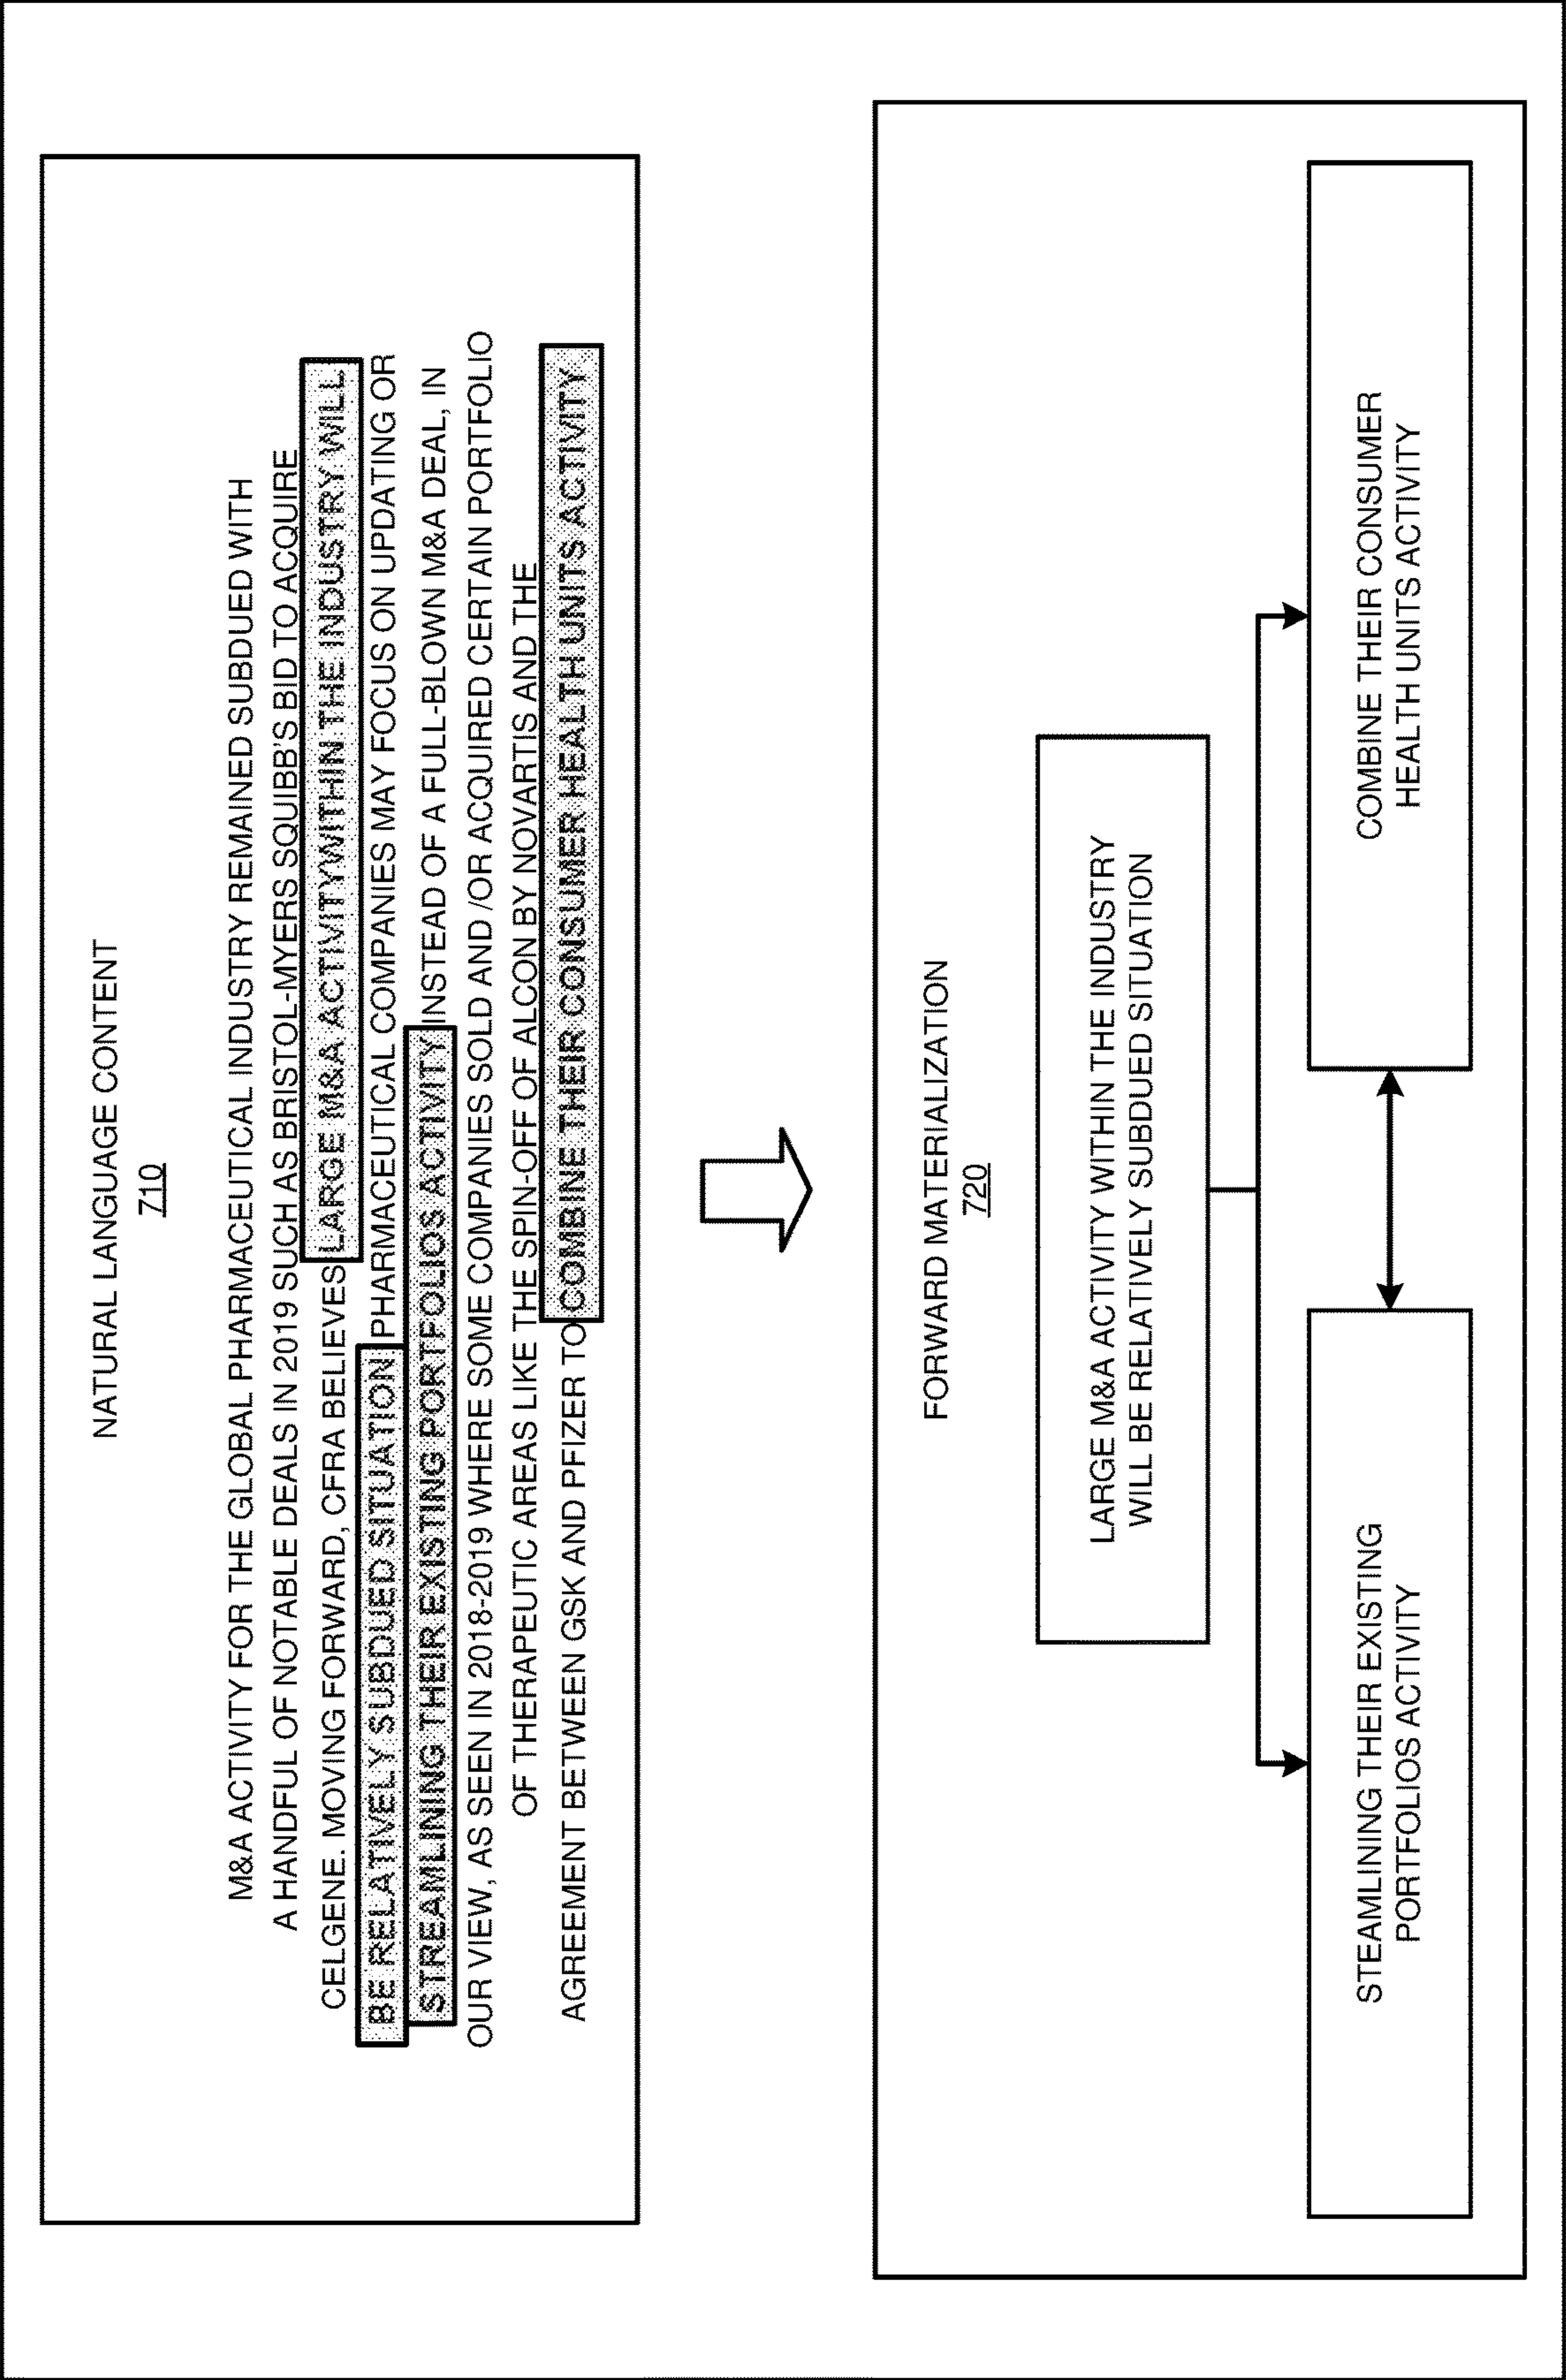 NATURAL LANGUAGE CONTENT
710
M&A ACTIVITY FOR THE GLOBAL PHARMACEUTICAL INDUSTRY REMAINED SUBDUED WITH
A HANDFUL OF NOTABLE DEALS IN 2019 SUCH AS BRISTOL-MYERS SQUIBB'S BID TO ACQUIRE
CELGENE. MOVING FORWARD, CFRA BELIEVES LARGE M&A ACTIVITYWITHIN THE INDUSTRY WILL
BE RELATIVELY SUBDUED SITUATION PHARMACEUTICAL COMPANIES MAY FOCUS ON UPDATING OR
STREAMLINING THEIR EXISTING PORTFOLIOS ACTIVITY INSTEAD OF A FULL-BLOWN M&A DEAL, IN
OUR VIEW, AS SEEN IN 2018-2019 WHERE SOME COMPANIES SOLD AND /OR ACQUIRED CERTAIN PORTFOLIO
OF THERAPEUTIC AREAS LIKE THE SPIN-OFF OF ALCON BY NOVARTIS AND THE
AGREEMENT BETWEEN GSK AND PFIZER TO COMBINE THEIR CONSUMER HEALTH UNITS ACTIVITY
FORWARD MATERIALIZATION
720
LARGE M&A ACTIVITY WITHIN THE INDUSTRY
WILL BE RELATIVELY SUBDUED SITUATION
STEAMLINING THEIR EXISTING
PORTFOLIOS ACTIVITY
COMBINE THEIR CONSUMER
HEALTH UNITS ACTIVITY